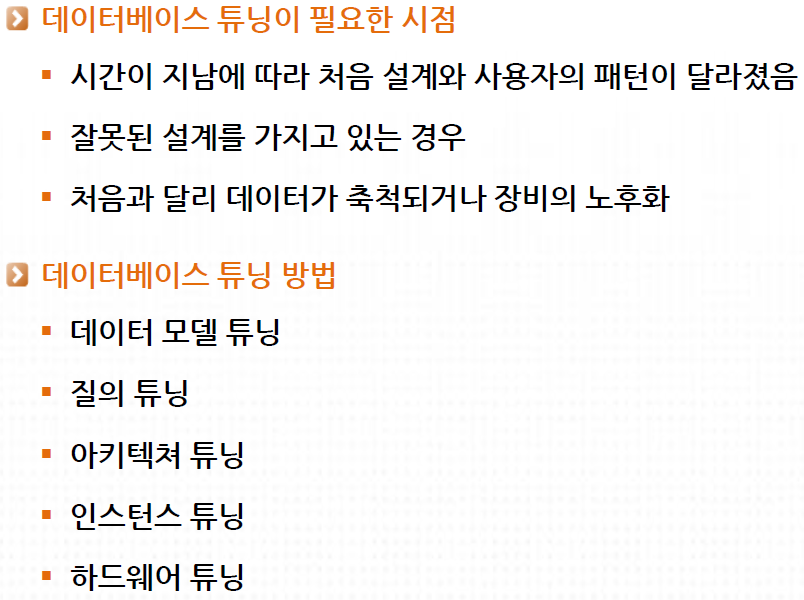 데이터베이스 튜닝이 필요한 시점
시간이 지남에 따라 처음 설계와 사용자의 패턴이 달라졌음
잘못된 설계를 가지고 있는 경우
처음과 달리 데이터가 축척되거나 장비의 노후화
데이터베이스 튜닝 방법
데이터 모델 튜닝
질의 튜닝
아키텍쳐 튜닝
인스턴스 튜닝
하드웨어 튜닝